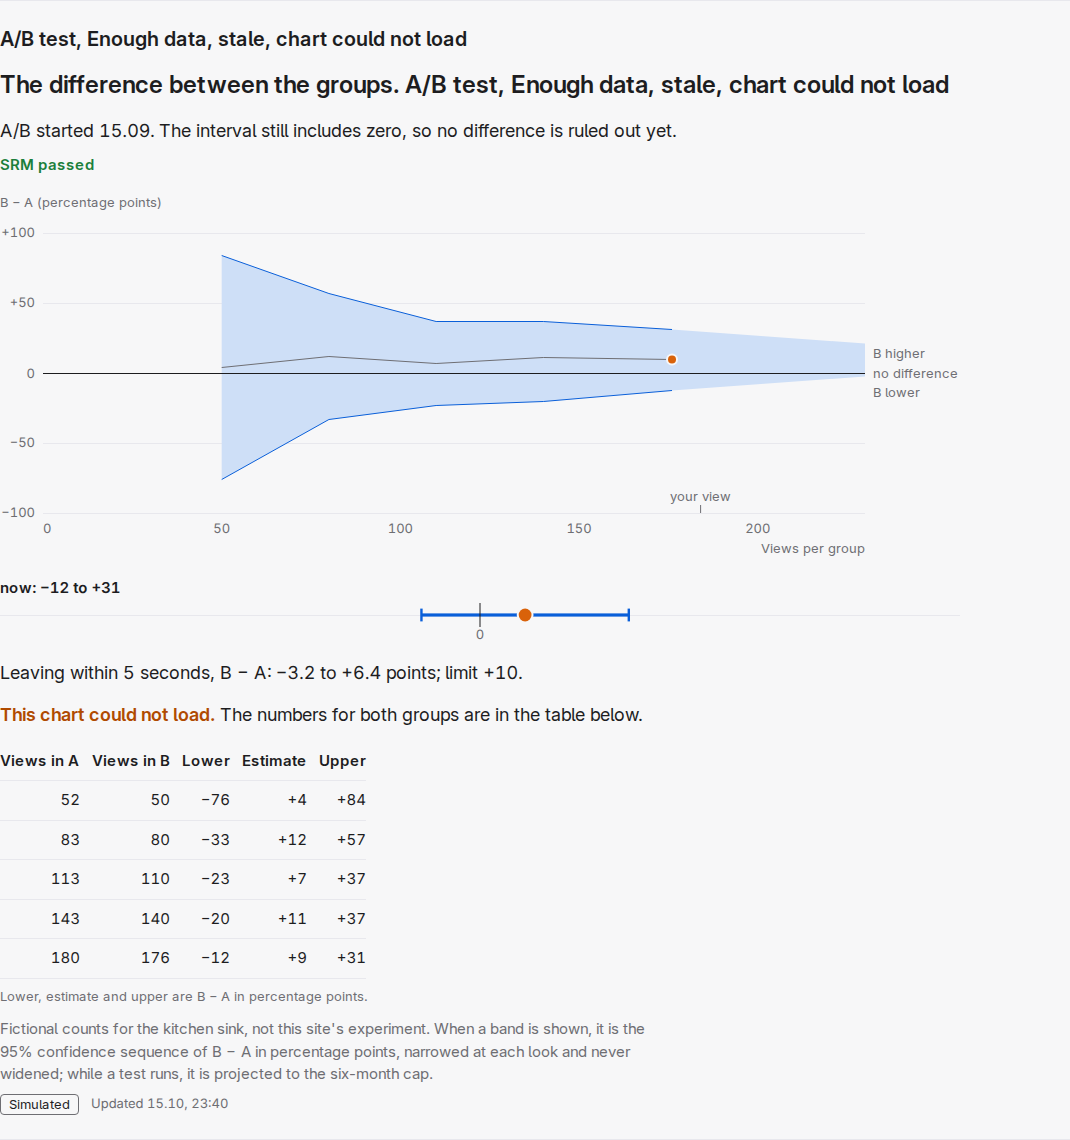 A/B test, Enough data, stale, chart could not load
The difference between the groups. A/B test, Enough data, stale, chart could not load
A/B started 15.09. The interval still includes zero, so no difference is ruled out yet.
SRM passed
B − A (percentage points)
+100
+50
0
−50
−100
B higher
no difference
B lower
your view
0 50 100 150 200
Views per group
now: −12 to +31
0
Leaving within 5 seconds, B − A: −3.2 to +6.4 points; limit +10.
This chart could not load. The numbers for both groups are in the table below.
Views in A Views in B Lower Estimate Upper
52 50 −76 +4 +84
83 80 −33 +12 +57
113 110 −23 +7 +37
143 140 −20 +11 +37
180 176 −12 +9 +31
Lower, estimate and upper are B − A in percentage points.
Fictional counts for the kitchen sink, not this site's experiment. When a band is shown, it is the
95% confidence sequence of B − A in percentage points, narrowed at each look and never
widened; while a test runs, it is projected to the six-month cap.
Simulated Updated 15.10, 23:40